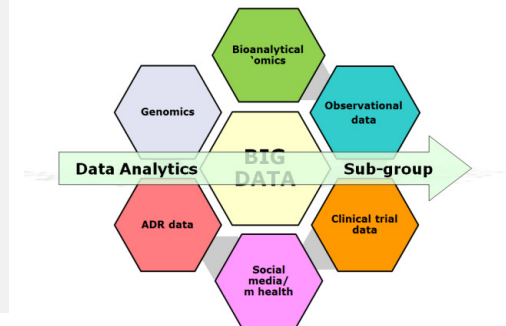 Bioanalytical
'omics
Genomics
Observational
data
BIG
DATA
Data Analytics
Sub-group
ADR data
Clinical trial
data
Social
media/
m health